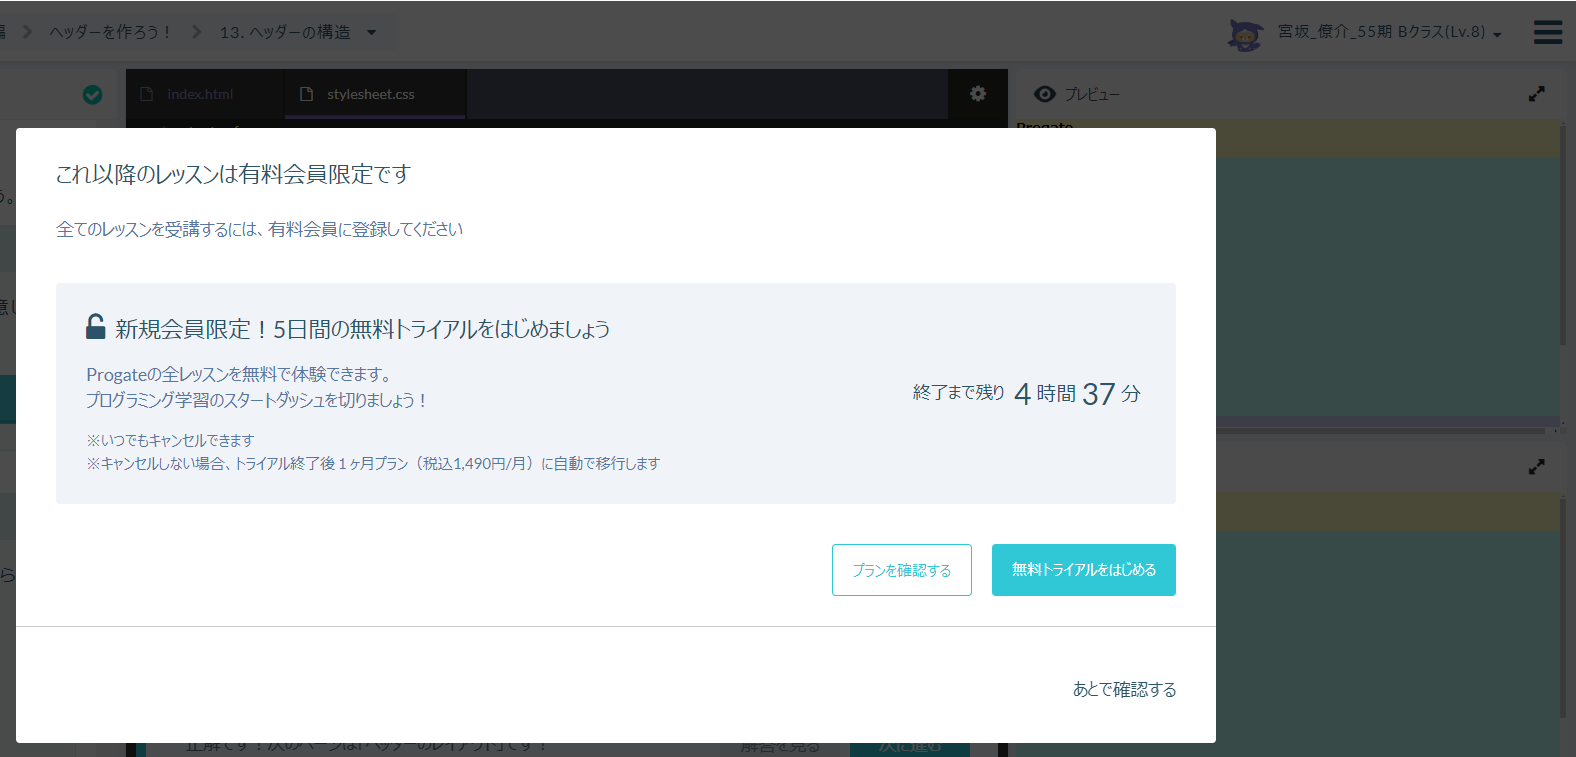 ヘッダーを作ろう！
13. ヘッダーの構造
宮坂_僚介_55期 Bクラス(Lv.8)
index.html
stylesheet.css
プレビュー
Progate
これ以降のレッスンは有料会員限定です
全てのレッスンを受講するには、有料会員に登録してください
新規会員限定！5日間の無料トライアルをはじめましょう
Progateの全レッスンを無料で体験できます。
プログラミング学習のスタートダッシュを切りましょう！
終了まで残り 4 時間 37 分
※いつでもキャンセルできます
※キャンセルしない場合、トライアル終了後１ヶ月プラン（税込1,490円/月）に自動で移行します
プランを確認する
無料トライアルをはじめる
あとで確認する
正解です！次のページは「ヘッダーのレイアウト」です！
解答を見る
次に進む